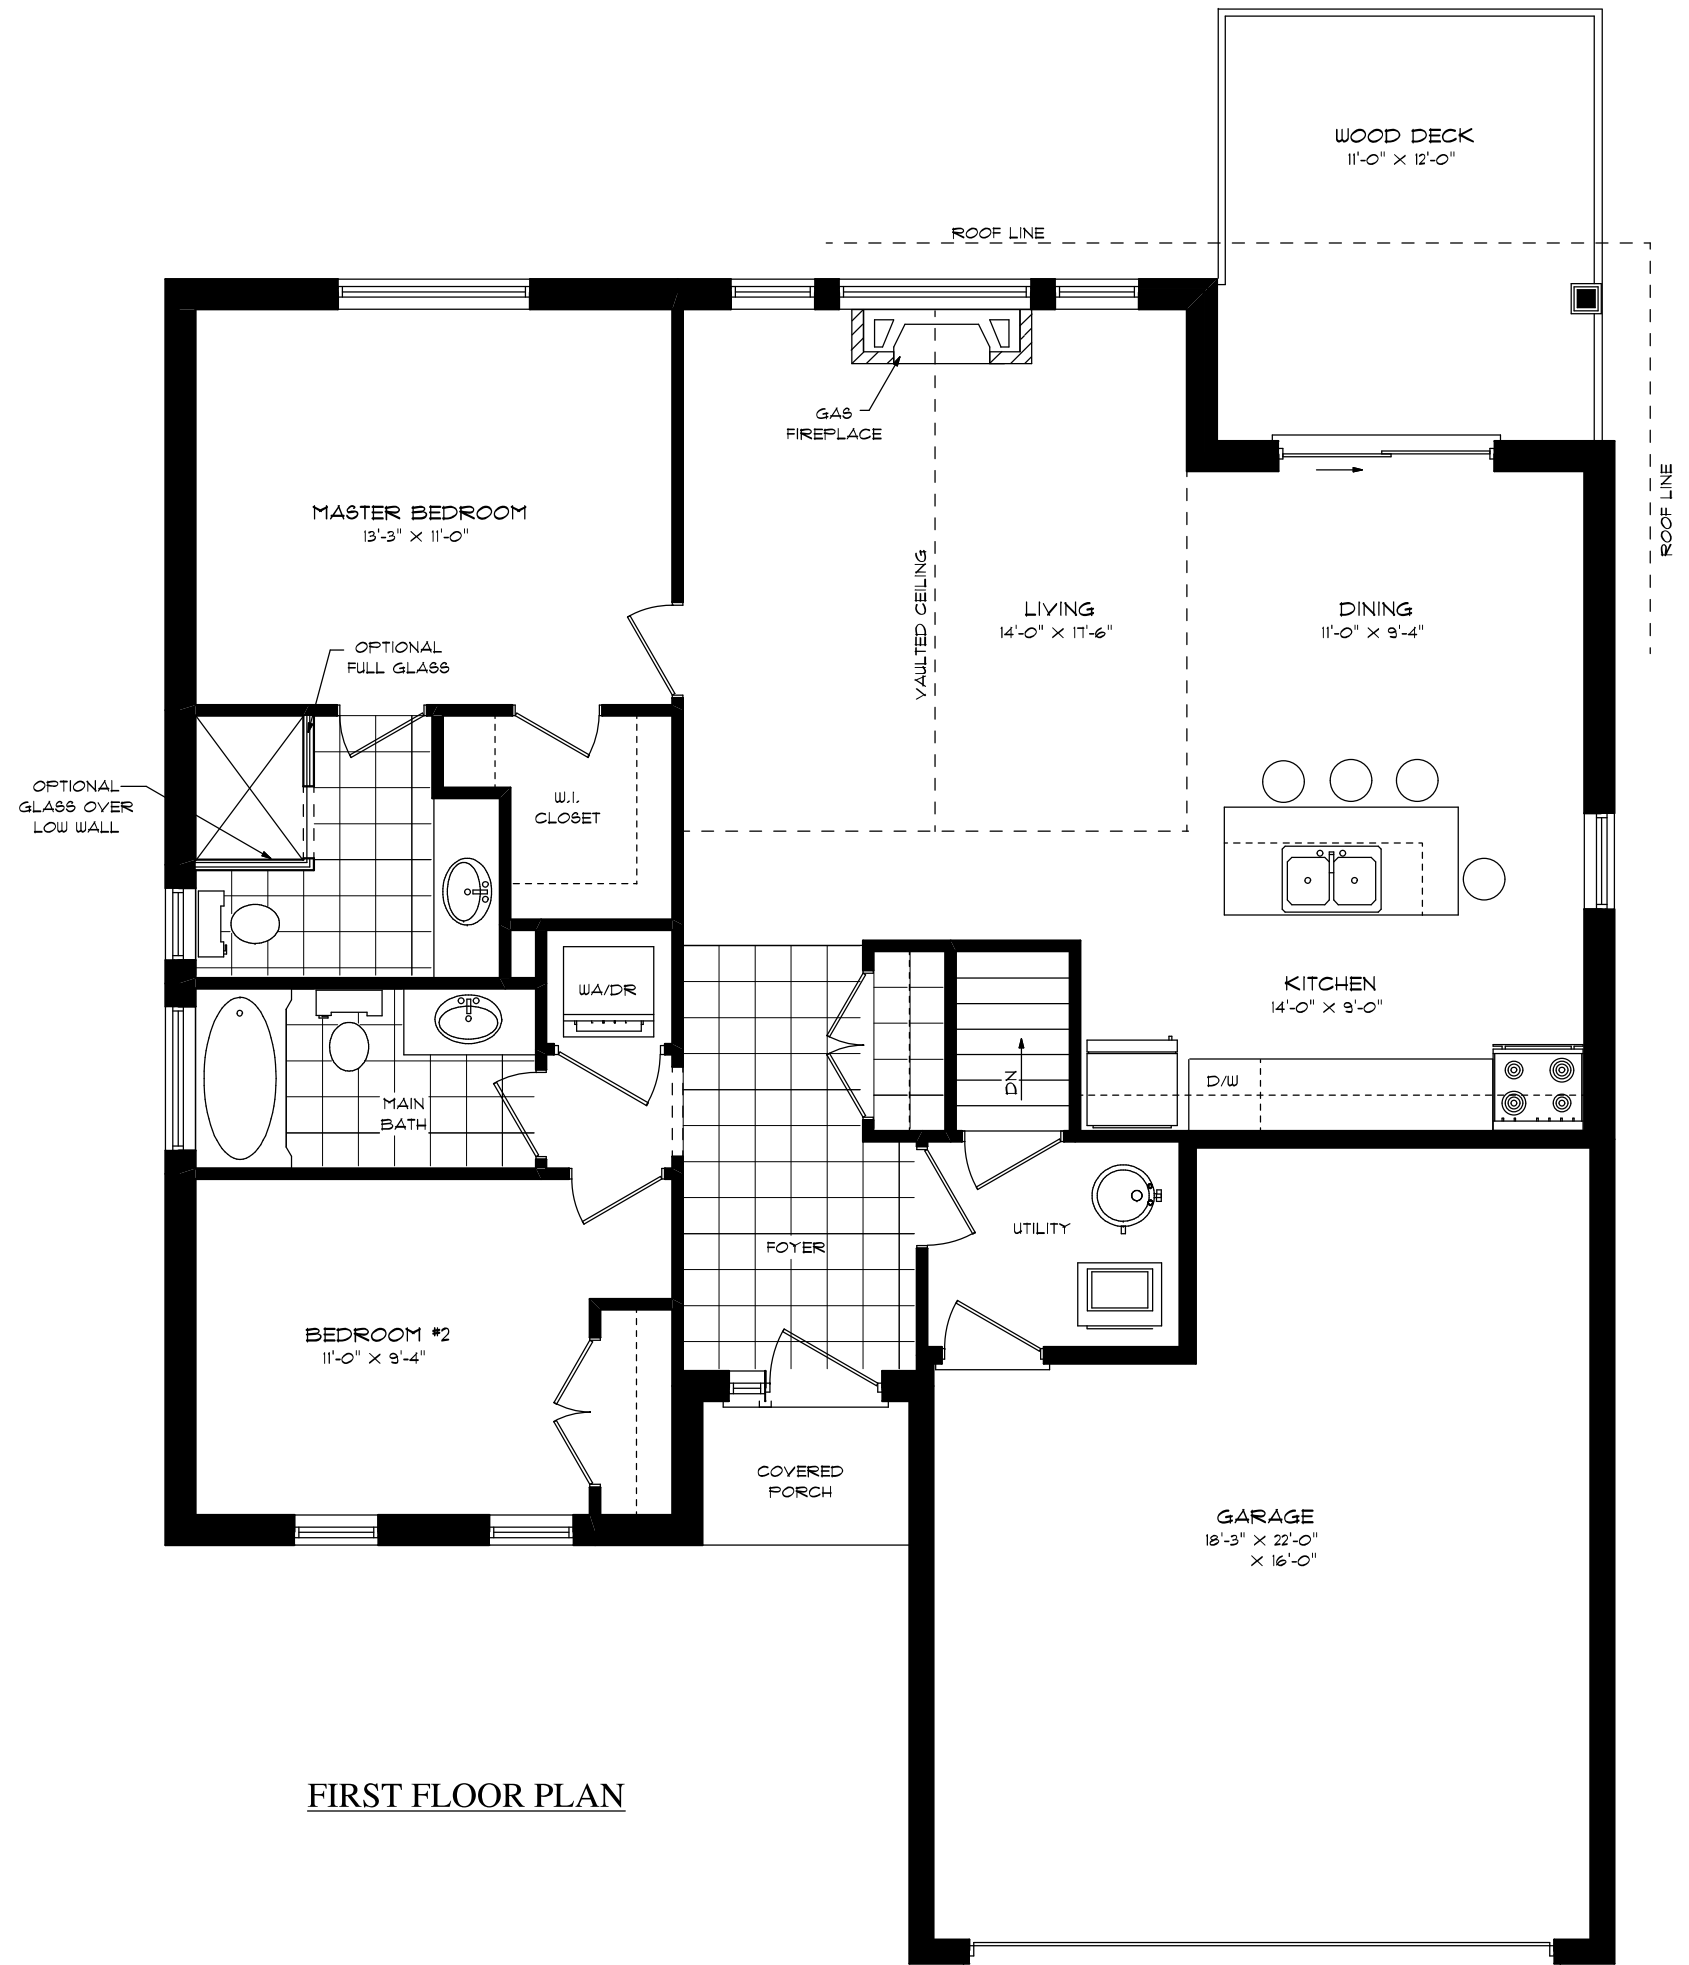 WOOD DECK
11'-0" X 12'-0"
ROOF LINE
GAS
FIREPLACE
ROOF LINE
MASTER BEDROOM
13'-3" X 11'-0"
VAULTED CEILING
LIVING
14'-0" X 17'-6"
DINING
11'-0" X 9'-4"
OPTIONAL
FULL GLASS
OPTIONAL
GLASS OVER
LOW WALL
W.I.
CLOSET
WA/DR
KITCHEN
14'-0" X 9'-0"
DN
D/W
MAIN
BATH
UTILITY
FOYER
BEDROOM #2
11'-0" X 9'-4"
COVERED
PORCH
GARAGE
18'-3" X 22'-0"
X 16'-0"
FIRST FLOOR PLAN